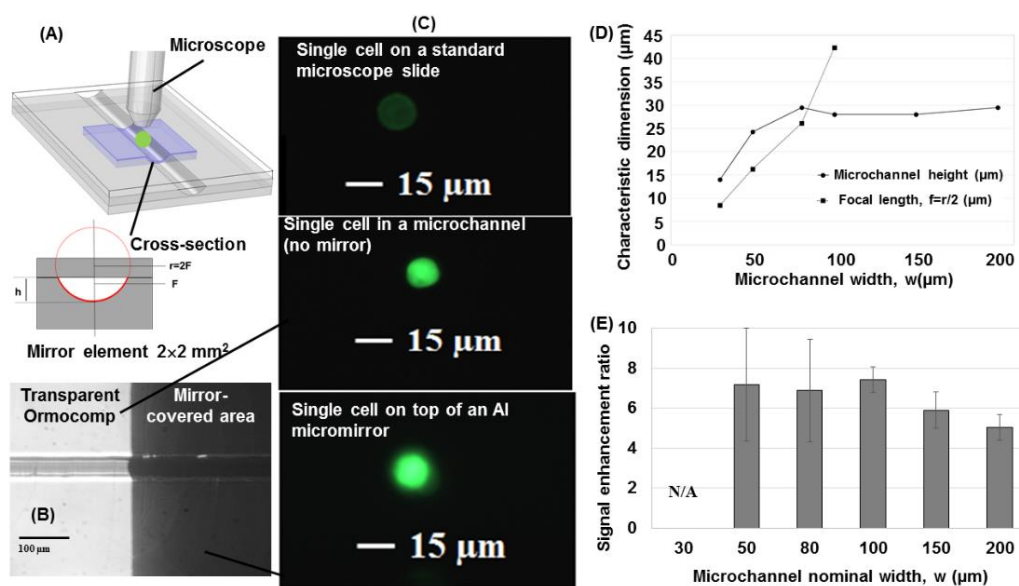 (A)
Microscope
Cross-section
r=2F
F
h
Mirror element 2×2 mm²
Transparent
Ormocomp
Mirror-
covered area
(B)
100 µm
(C)
Single cell on a standard
microscope slide
15 µm
Single cell in a microchannel
(no mirror)
15 µm
Single cell on top of an Al
micromirror
15 µm
(D)
Characteristic dimension (µm)
45
40
35
30
25
20
15
10
5
0
Microchannel height (µm)
Focal length, f=r/2 (µm)
0
50
100
150
200
Microchannel width, w(µm)
(E)
Signal enhancement ratio
10
8
6
4
2
0
N/A
30
50
80
100
150
200
Microchannel nominal width, w (µm)